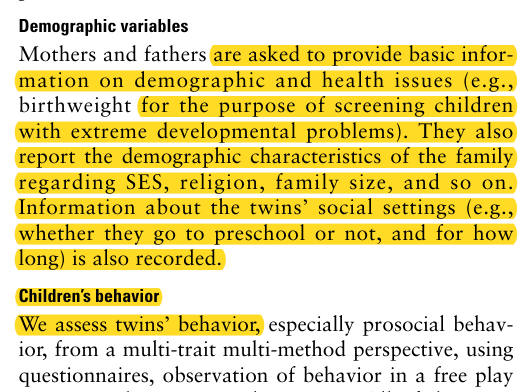 Demographic variables
Mothers and fathers are asked to provide basic infor-
mation on demographic and health issues (e.g.,
birthweight for the purpose of screening children
with extreme developmental problems). They also
report the demographic characteristics of the family
regarding SES, religion, family size, and so on.
Information about the twins’ social settings (e.g.,
whether they go to preschool or not, and for how
long) is also recorded.
Children’s behavior
We assess twins’ behavior, especially prosocial behav-
ior, from a multi-trait multi-method perspective, using
questionnaires, observation of behavior in a free play